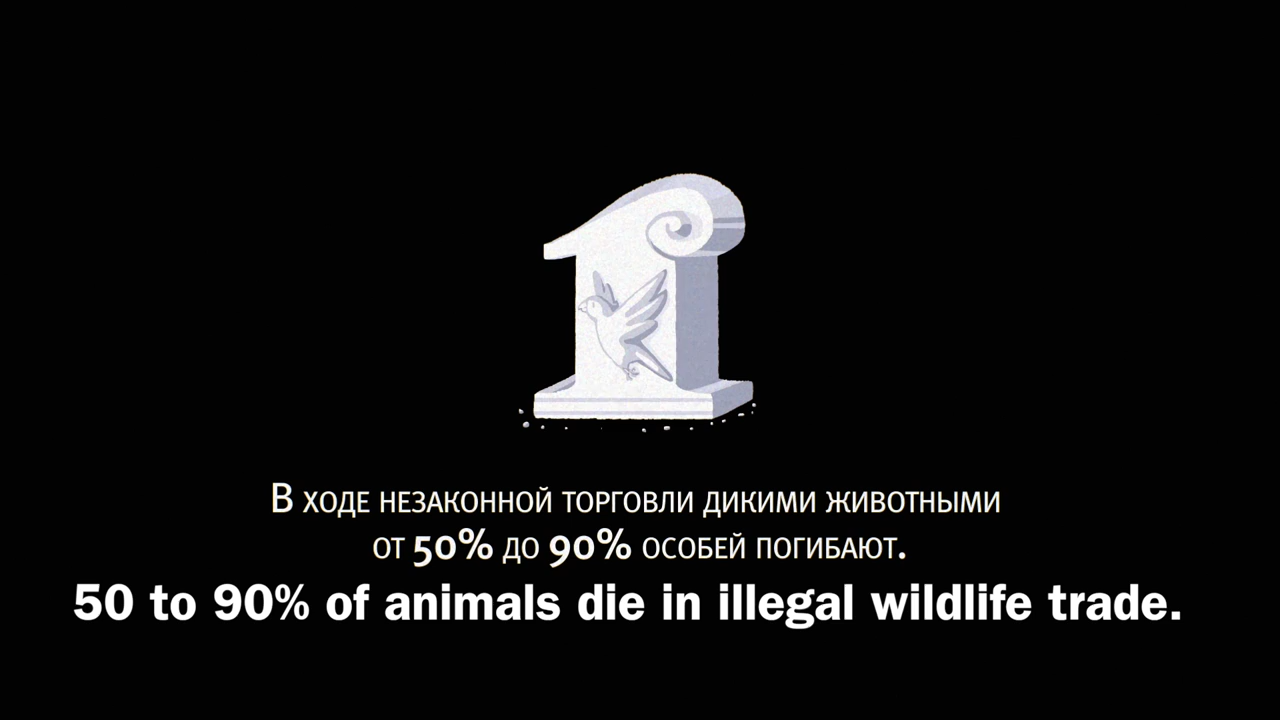 1
В ХОДЕ НЕЗАКОННОЙ ТОРГОВЛИ ДИКИМИ ЖИВОТНЫМИ
ОТ 50% ДО 90% ОСОБЕЙ ПОГИБАЮТ.
50 to 90% of animals die in illegal wildlife trade.